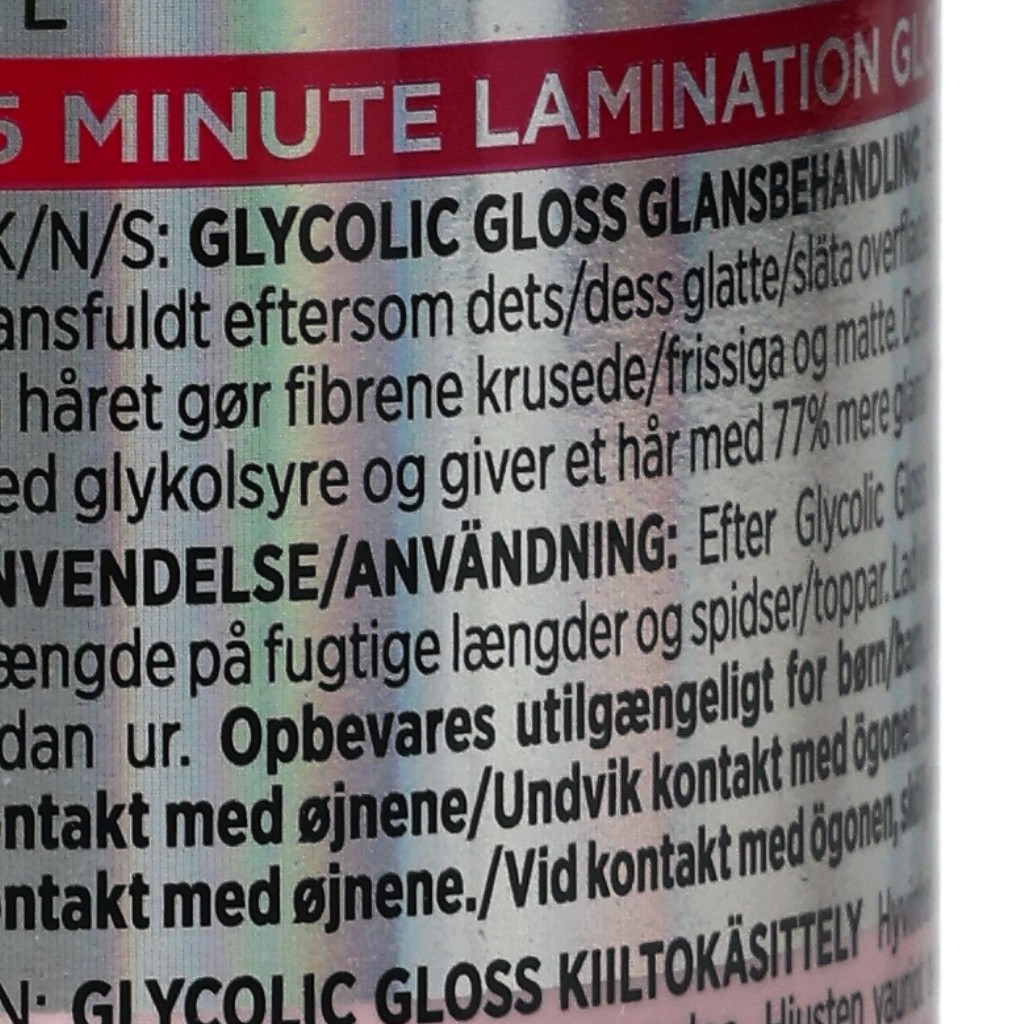 L
5 MINUTE LAMINATION
K/N/S: GLYCOLIC GLOSS GLANSBEHANDLING
ansfuldt eftersom dets/dess glatte/släta
håret gør fibrene krusede/frissiga og matte.
ed glykolsyre og giver et hår med 77% mere
NVENDELSE/ANVÄNDNING: Efter Glycolic
ængde på fugtige længder og spidser/toppar.
dan ur. Opbevares utilgængeligt for børn/
ontakt med øjnene/Undvik kontakt med ögonen.
ontakt med øjnene./Vid kontakt med ögonen,
N: GLYCOLIC GLOSS KIILTOKÄSITTELY
Hiusten